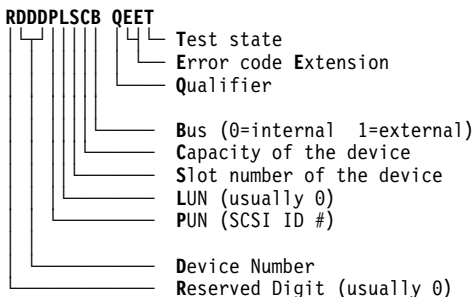 RDDDPLSCB QEET
Test state
Error code Extension
Qualifier
Bus (0=internal 1=external)
Capacity of the device
Slot number of the device
LUN (usually 0)
PUN (SCSI ID #)
Device Number
Reserved Digit (usually 0)